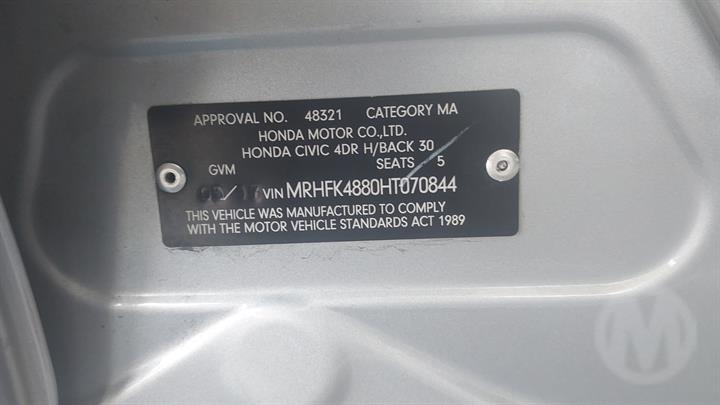 APPROVAL NO. 48321 CATEGORY MA
HONDA MOTOR CO.,LTD.
HONDA CIVIC 4DR H/BACK 30
GVM SEATS 5
/17 VIN MRHFK4880HT070844
THIS VEHICLE WAS MANUFACTURED TO COMPLY
WITH THE MOTOR VEHICLE STANDARDS ACT 1989
M